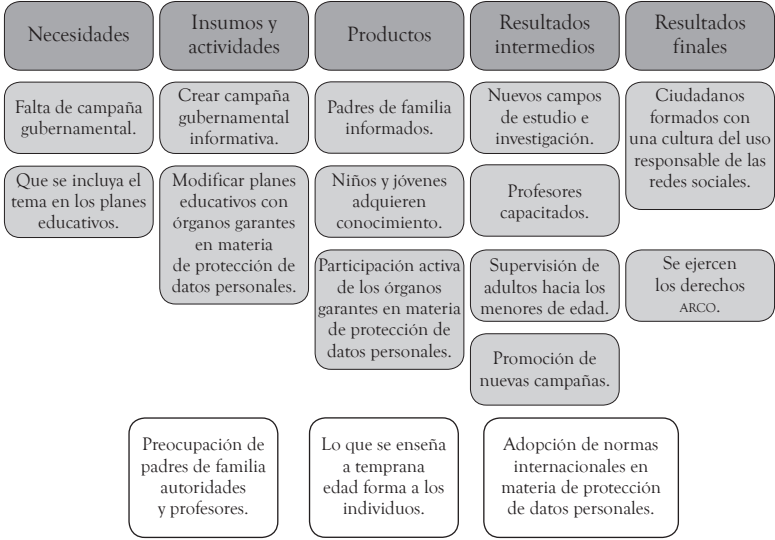 Necesidades
Insumos y
actividades
Productos
Resultados
intermedios
Resultados
finales
Falta de campaña
gubernamental.
Que se incluya el
tema en los planes
educativos.
Crear campaña
gubernamental
informativa.
Modificar planes
educativos con
órganos garantes
en materia
de protección de
datos personales.
Padres de familia
informados.
Niños y jóvenes
adquieren
conocimiento.
Participación activa
de los órganos
garantes en materia
de protección de
datos personales.
Nuevos campos
de estudio e
investigación.
Profesores
capacitados.
Supervisión de
adultos hacia los
menores de edad.
Promoción de
nuevas campañas.
Ciudadanos
formados con
una cultura del uso
responsable de las
redes sociales.
Se ejercen
los derechos
ARCO.
Preocupación de
padres de familia
autoridades
y profesores.
Lo que se enseña
a temprana
edad forma a los
individuos.
Adopción de normas
internacionales en
materia de protección
de datos personales.